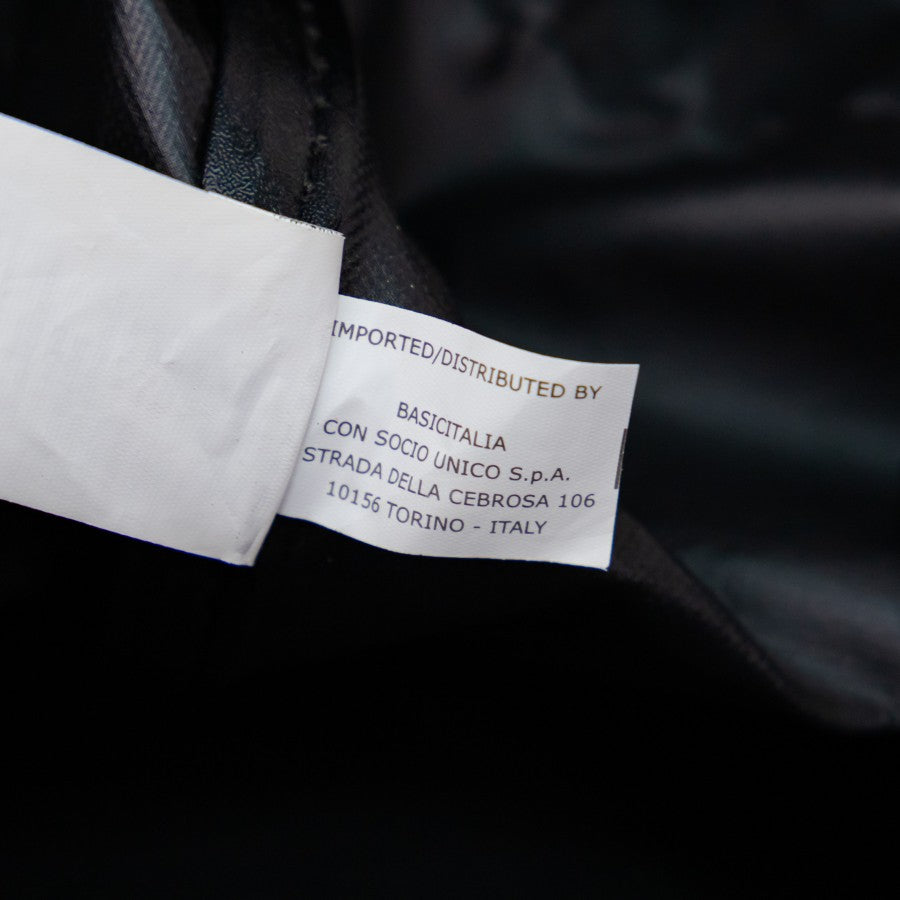 IMPORTED/DISTRIBUTED BY
BASICITALIA
CON SOCIO UNICO S.p.A.
STRADA DELLA CEBROSA 106
10156 TORINO - ITALY